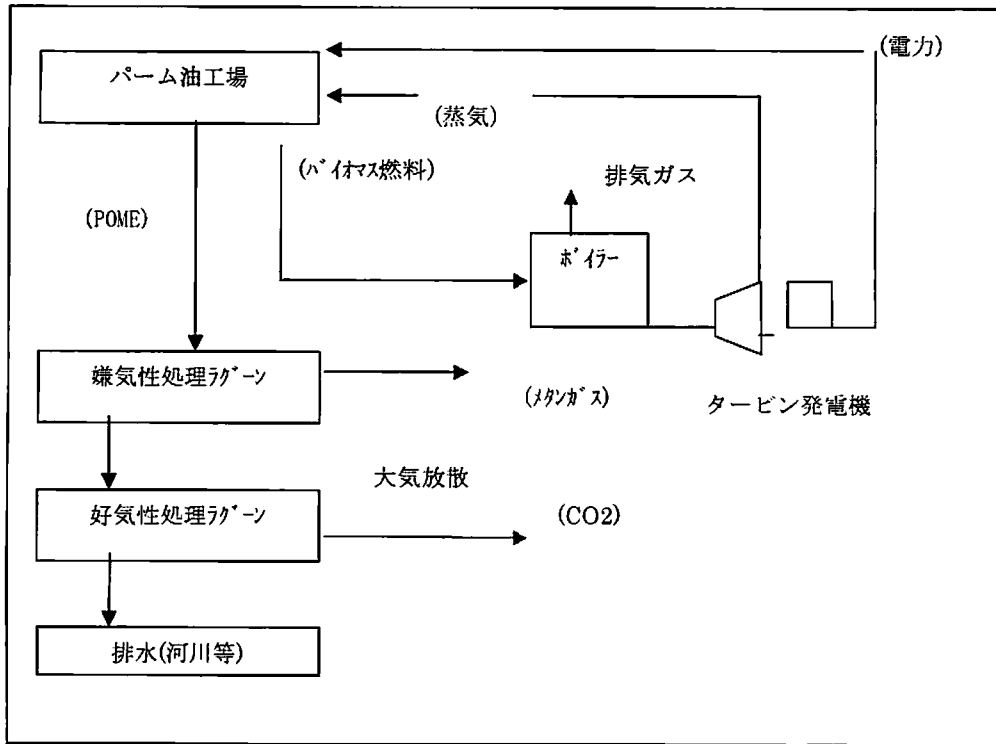 (電力)
パーム油工場
(蒸気)
(ﾊﾞｲｵﾏｽ燃料)
排気ガス
(POME)
ﾎﾞｲﾗｰ
嫌気性処理ﾗｸﾞｰﾝ
(ﾒﾀﾝｶﾞｽ)
タービン発電機
大気放散
好気性処理ﾗｸﾞｰﾝ
(CO2)
排水(河川等)